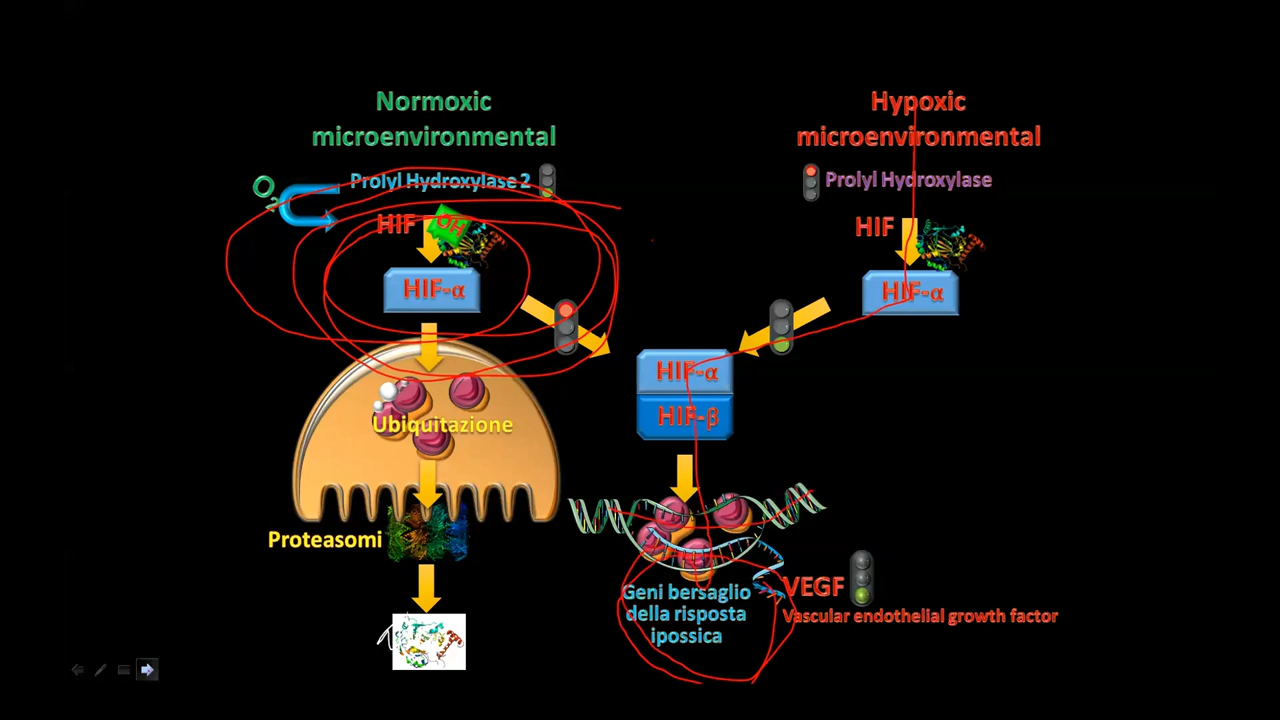 Normoxic
microenvironmental
Hypoxic
microenvironmental
O2
Prolyl Hydroxylase 2
Prolyl Hydroxylase
HIF
OH
HIF
HIF-α
HIF-α
HIF-α
HIF-β
Ubiquitazione
Proteasomi
Geni bersaglio
della risposta
ipossica
VEGF
Vascular endothelial growth factor